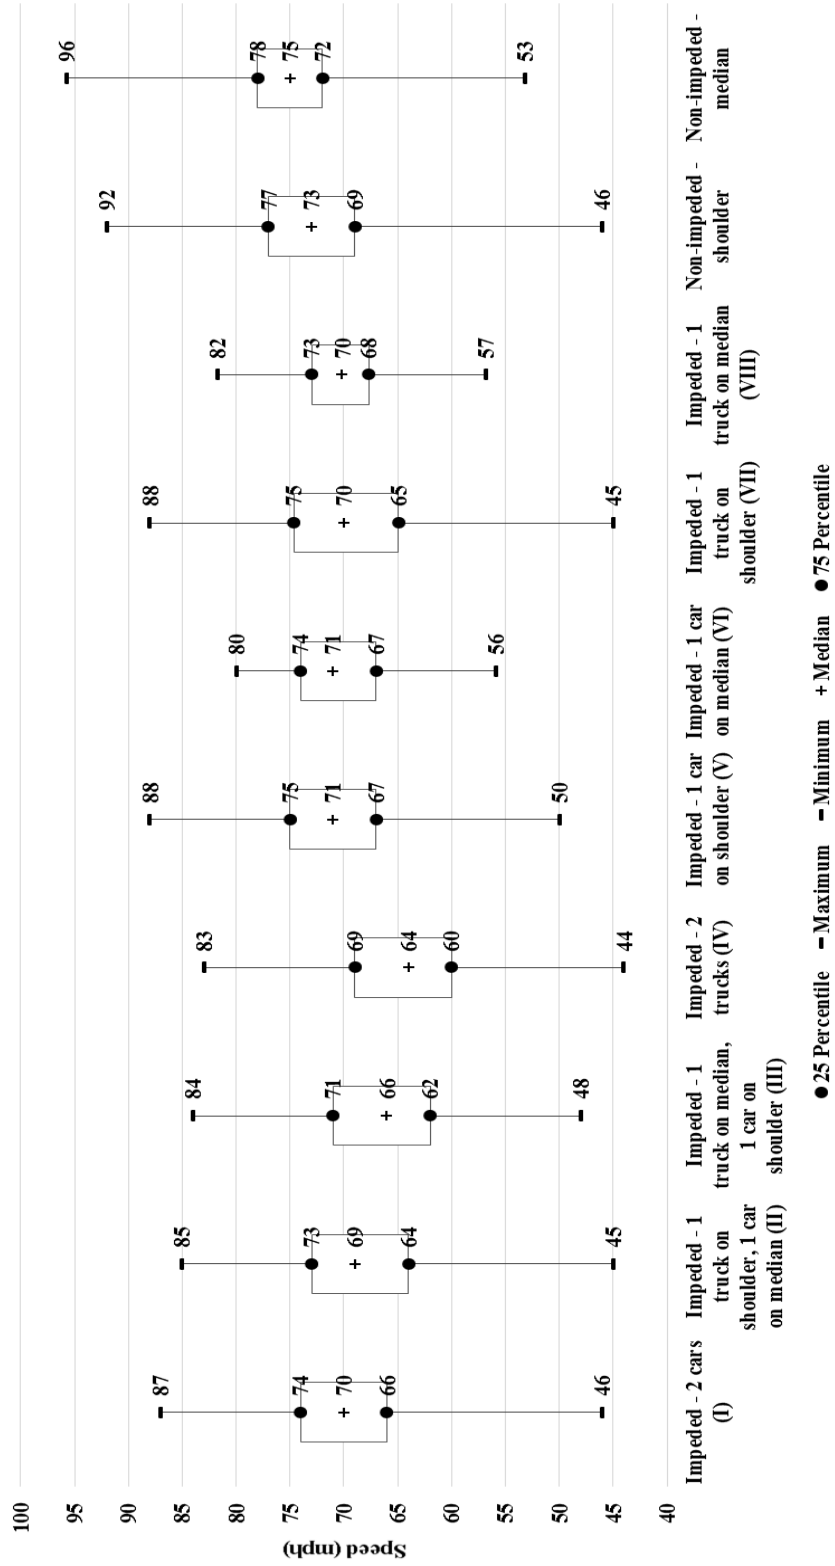 100
95
90
85
80
75
70
65
60
55
50
45
40
Speed (mph)
87
74
70
66
46
85
73
69
64
45
84
71
66
62
48
83
69
64
60
44
88
75
71
67
50
80
74
71
67
56
88
75
70
65
45
82
73
70
68
57
92
77
73
69
46
96
78
75
72
53
Impeded - 2 cars
(I)
Impeded - 1
truck on
shoulder, 1 car
on median (II)
Impeded - 1
truck on median,
1 car on
shoulder (III)
Impeded - 2
trucks (IV)
Impeded - 1 car
on shoulder (V)
Impeded - 1 car
on median (VI)
Impeded - 1
truck on
shoulder (VII)
Impeded - 1
truck on median
(VIII)
Non-impeded -
shoulder
Non-impeded -
median
25 Percentile Maximum Minimum Median 75 Percentile